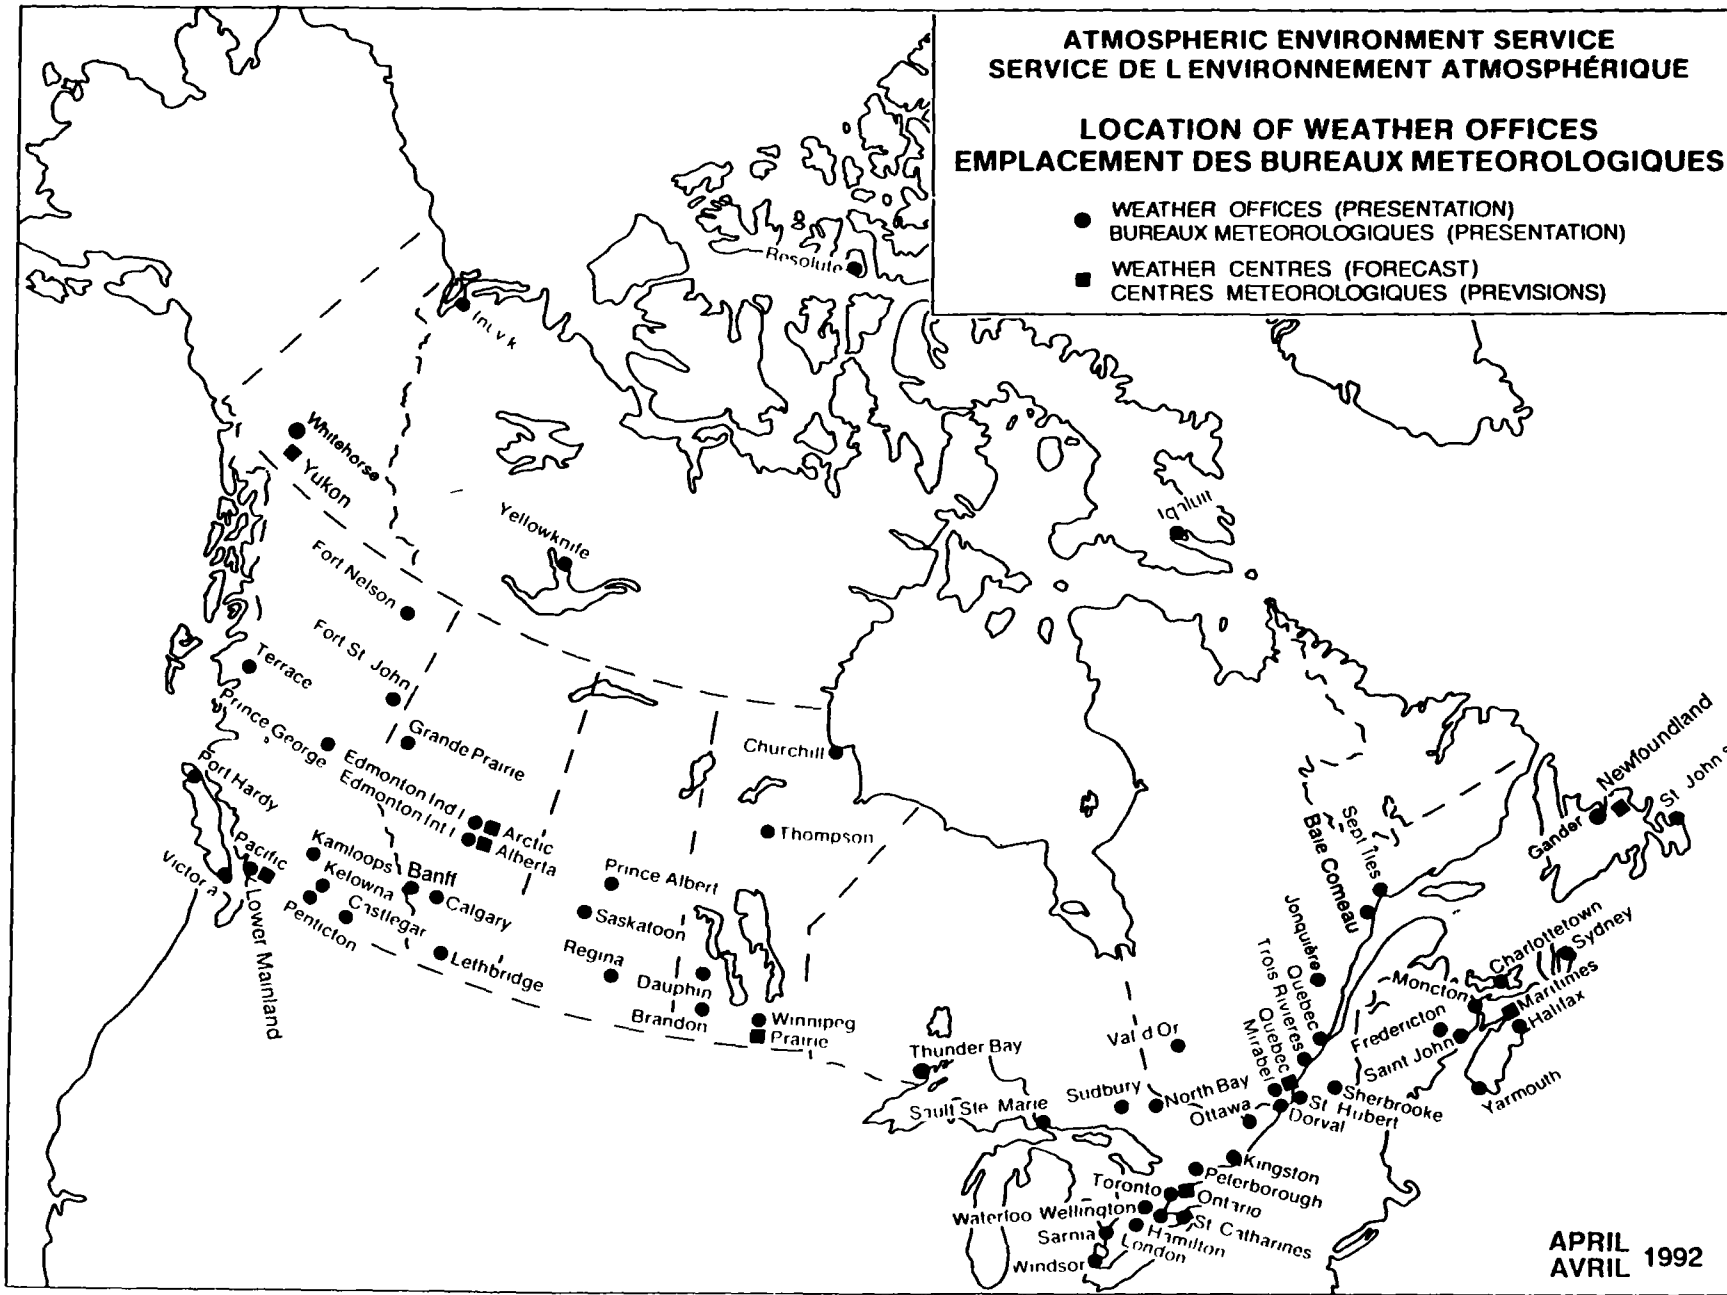 ATMOSPHERIC ENVIRONMENT SERVICE
SERVICE DE L ENVIRONNEMENT ATMOSPHÉRIQUE
LOCATION OF WEATHER OFFICES
EMPLACEMENT DES BUREAUX METEOROLOGIQUES
WEATHER OFFICES (PRESENTATION)
BUREAUX METEOROLOGIQUES (PRESENTATION)
WEATHER CENTRES (FORECAST)
CENTRES METEOROLOGIQUES (PREVISIONS)
Resolute
Inuvik
Whitehorse
Yukon
Yellowknife
Iqaluit
Fort Nelson
Fort St John
Terrace
Prince George
Grande Prairie
Port Hardy
Edmonton Ind l
Edmonton Int l
Arctic
Alberta
Churchill
Thompson
Pacific
Victoria
Lower Mainland
Kamloops
Kelowna
Penticton
Castlegar
Banff
Calgary
Lethbridge
Prince Albert
Saskatoon
Regina
Dauphin
Brandon
Winnipeg
Prairie
Thunder Bay
Sault Ste Marie
Sudbury
North Bay
Val d Or
Ottawa
Mirabel
Quebec
Trois Rivieres
Quebec
Jonquière
Baie Comeau
Sept Îles
St Hubert
Dorval
Sherbrooke
Kingston
Peterborough
Toronto
Ontario
Waterloo Wellington
St Catharines
Hamilton
London
Sarnia
Windsor
Newfoundland
Gander
St John s
Charlottetown
Sydney
Moncton
Maritimes
Halifax
Fredericton
Saint John
Yarmouth
APRIL
AVRIL 1992